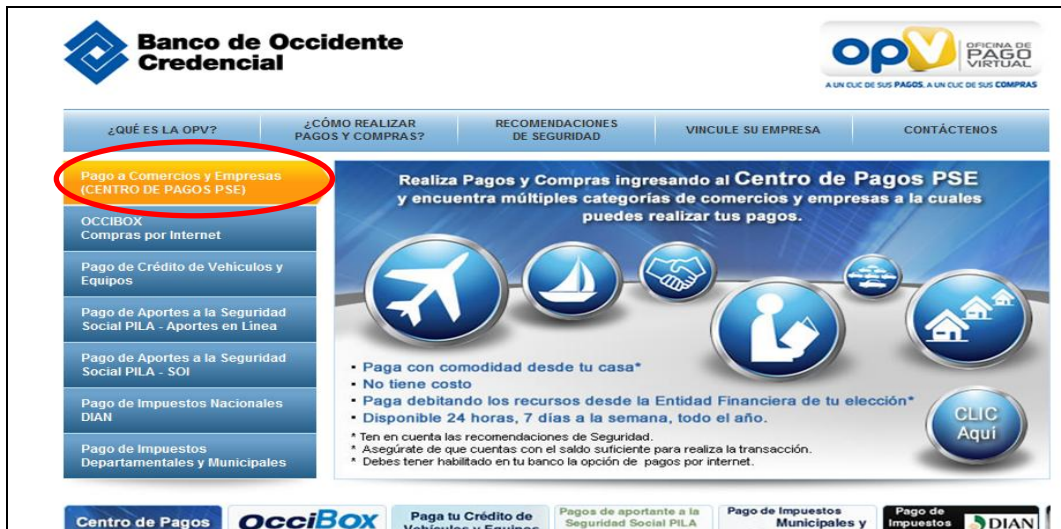 Banco de Occidente
Credencial
opv OFICINA DE
PAGO
VIRTUAL
A UN CLIC DE SUS PAGOS, A UN CLIC DE SUS COMPRAS
¿QUÉ ES LA OPV?
¿CÓMO REALIZAR
PAGOS Y COMPRAS?
RECOMENDACIONES
DE SEGURIDAD
VINCULE SU EMPRESA
CONTÁCTENOS
Pago a Comercios y Empresas
(CENTRO DE PAGOS PSE)
OCCIBOX
Compras por Internet
Pago de Crédito de Vehículos y
Equipos
Pago de Aportes a la Seguridad
Social PILA - Aportes en Línea
Pago de Aportes a la Seguridad
Social PILA - SOI
Pago de Impuestos Nacionales
DIAN
Pago de Impuestos
Departamentales y Municipales
Realiza Pagos y Compras ingresando al Centro de Pagos PSE
y encuentra múltiples categorías de comercios y empresas a la cuales
puedes realizar tus pagos.
▪ Paga con comodidad desde tu casa*
▪ No tiene costo
▪ Paga debitando los recursos desde la Entidad Financiera de tu elección*
▪ Disponible 24 horas, 7 días a la semana, todo el año.
* Ten en cuenta las recomendaciones de Seguridad.
* Asegúrate de que cuentas con el saldo suficiente para realiza la transacción.
* Debes tener habilitado en tu banco la opción de pagos por internet.
CLIC
Aquí
Centro de Pagos
OcciBox
Paga tu Crédito de
Vehículos y Equipos
Pagos de aportante a la
Seguridad Social PILA
Pago de Impuestos
Municipales y
Pago de
Impuestos
DIAN